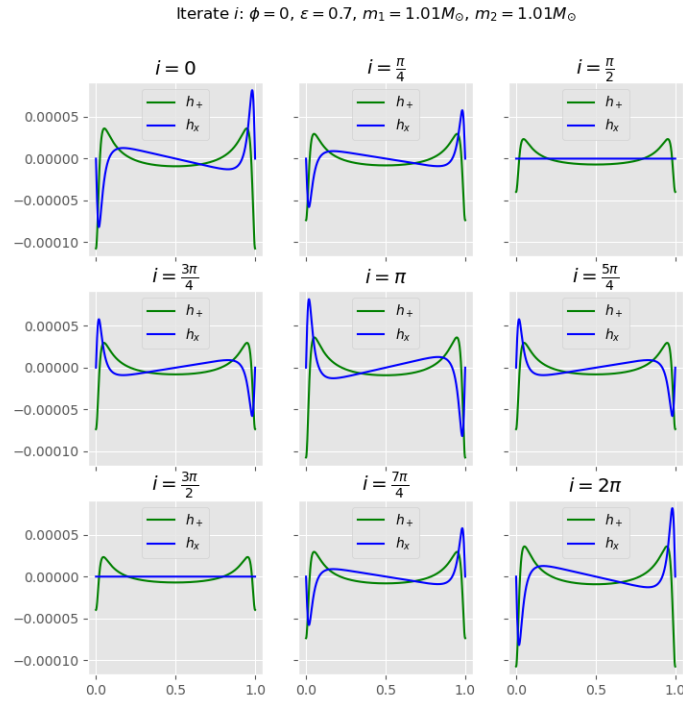 Iterate i: ϕ = 0, ε = 0.7, m₁ = 1.01M☉, m₂ = 1.01M☉
i = 0
i = π/4
i = π/2
0.00005
0.00000
−0.00005
−0.00010
h₊
hₓ
h₊
hₓ
h₊
hₓ
i = 3π/4
i = π
i = 5π/4
0.00005
0.00000
−0.00005
−0.00010
h₊
hₓ
h₊
hₓ
h₊
hₓ
i = 3π/2
i = 7π/4
i = 2π
0.00005
0.00000
−0.00005
−0.00010
h₊
hₓ
h₊
hₓ
h₊
hₓ
0.0 0.5 1.0
0.0 0.5 1.0
0.0 0.5 1.0